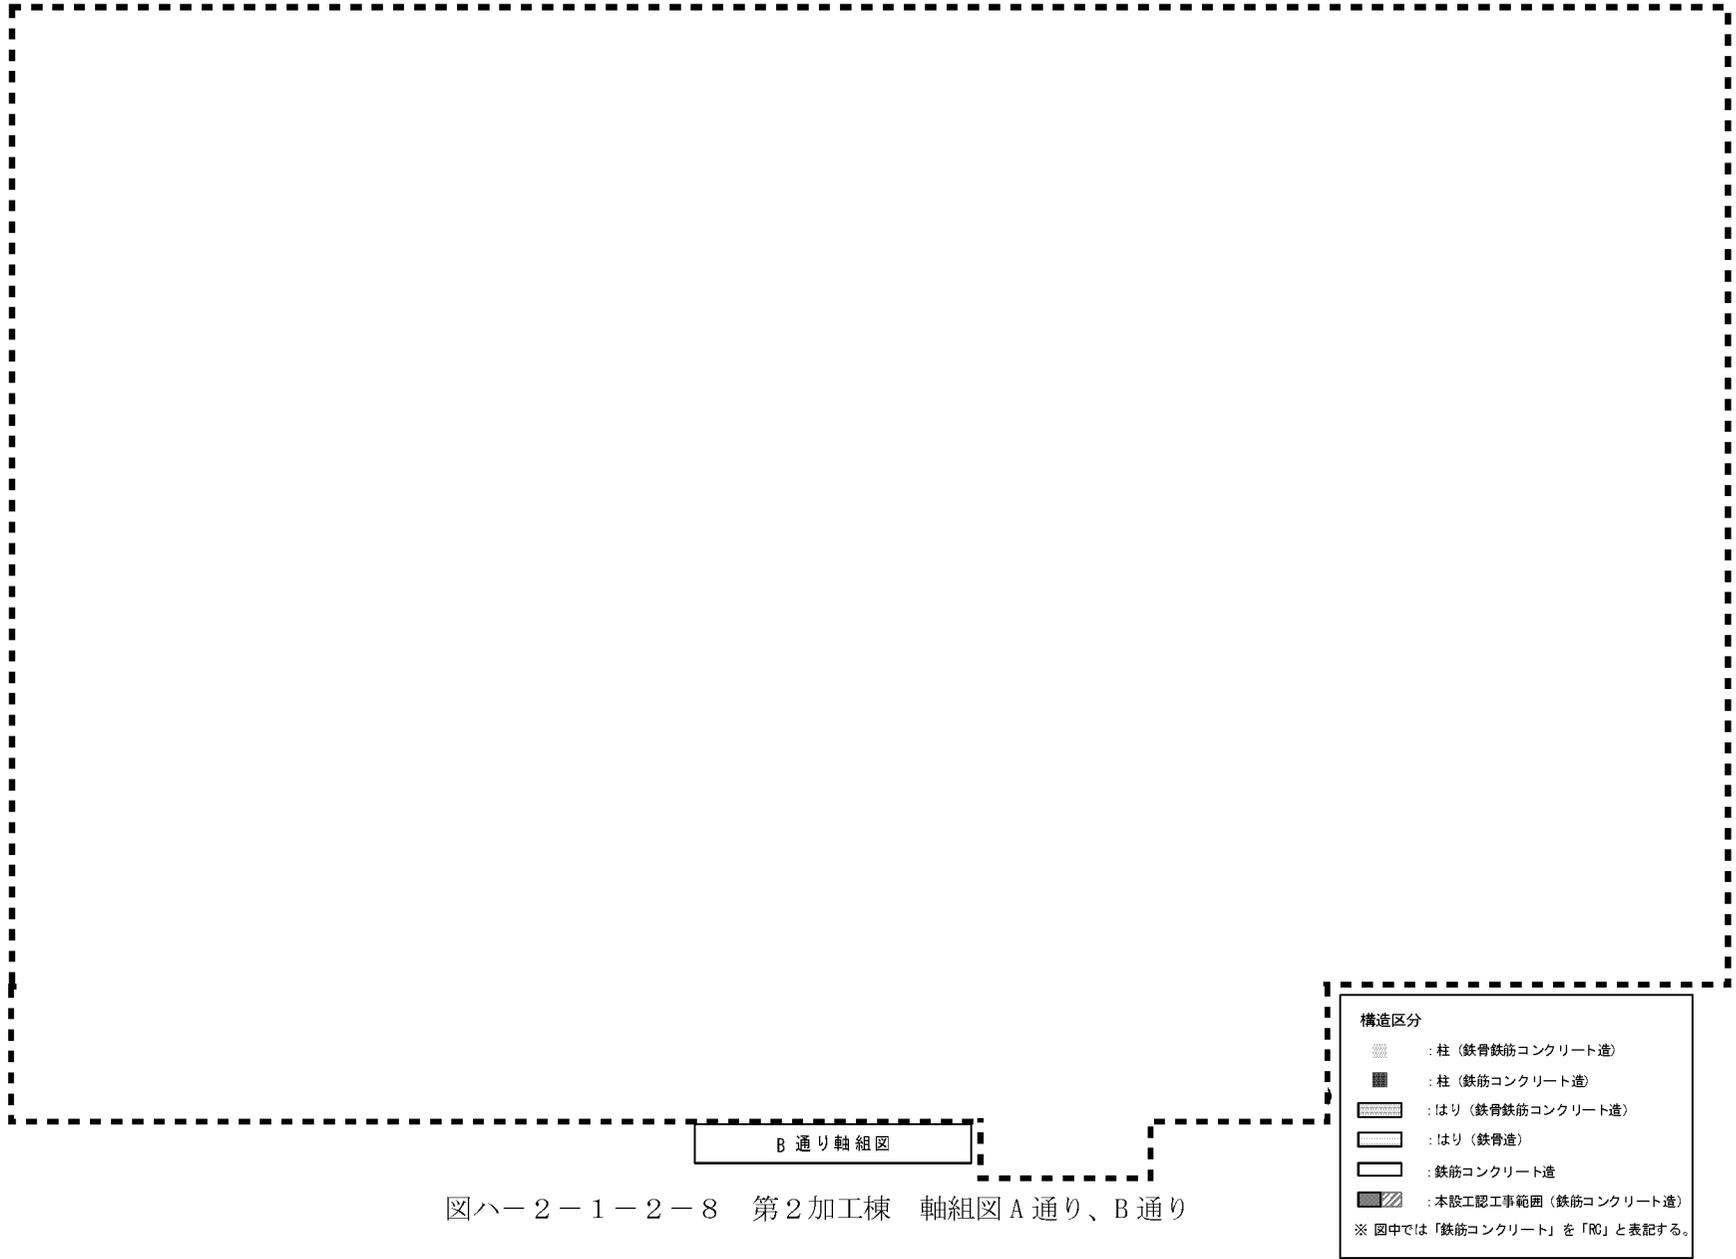 構造区分
：柱（鉄骨鉄筋コンクリート造）
：柱（鉄筋コンクリート造）
：はり（鉄骨鉄筋コンクリート造）
：はり（鉄骨造）
：鉄筋コンクリート造
：本設工認工事範囲（鉄筋コンクリート造）
※ 図中では「鉄筋コンクリート」を「RC」と表記する。
B 通り軸組図
図ハ－２－１－２－８　第２加工棟　軸組図 A 通り、B 通り